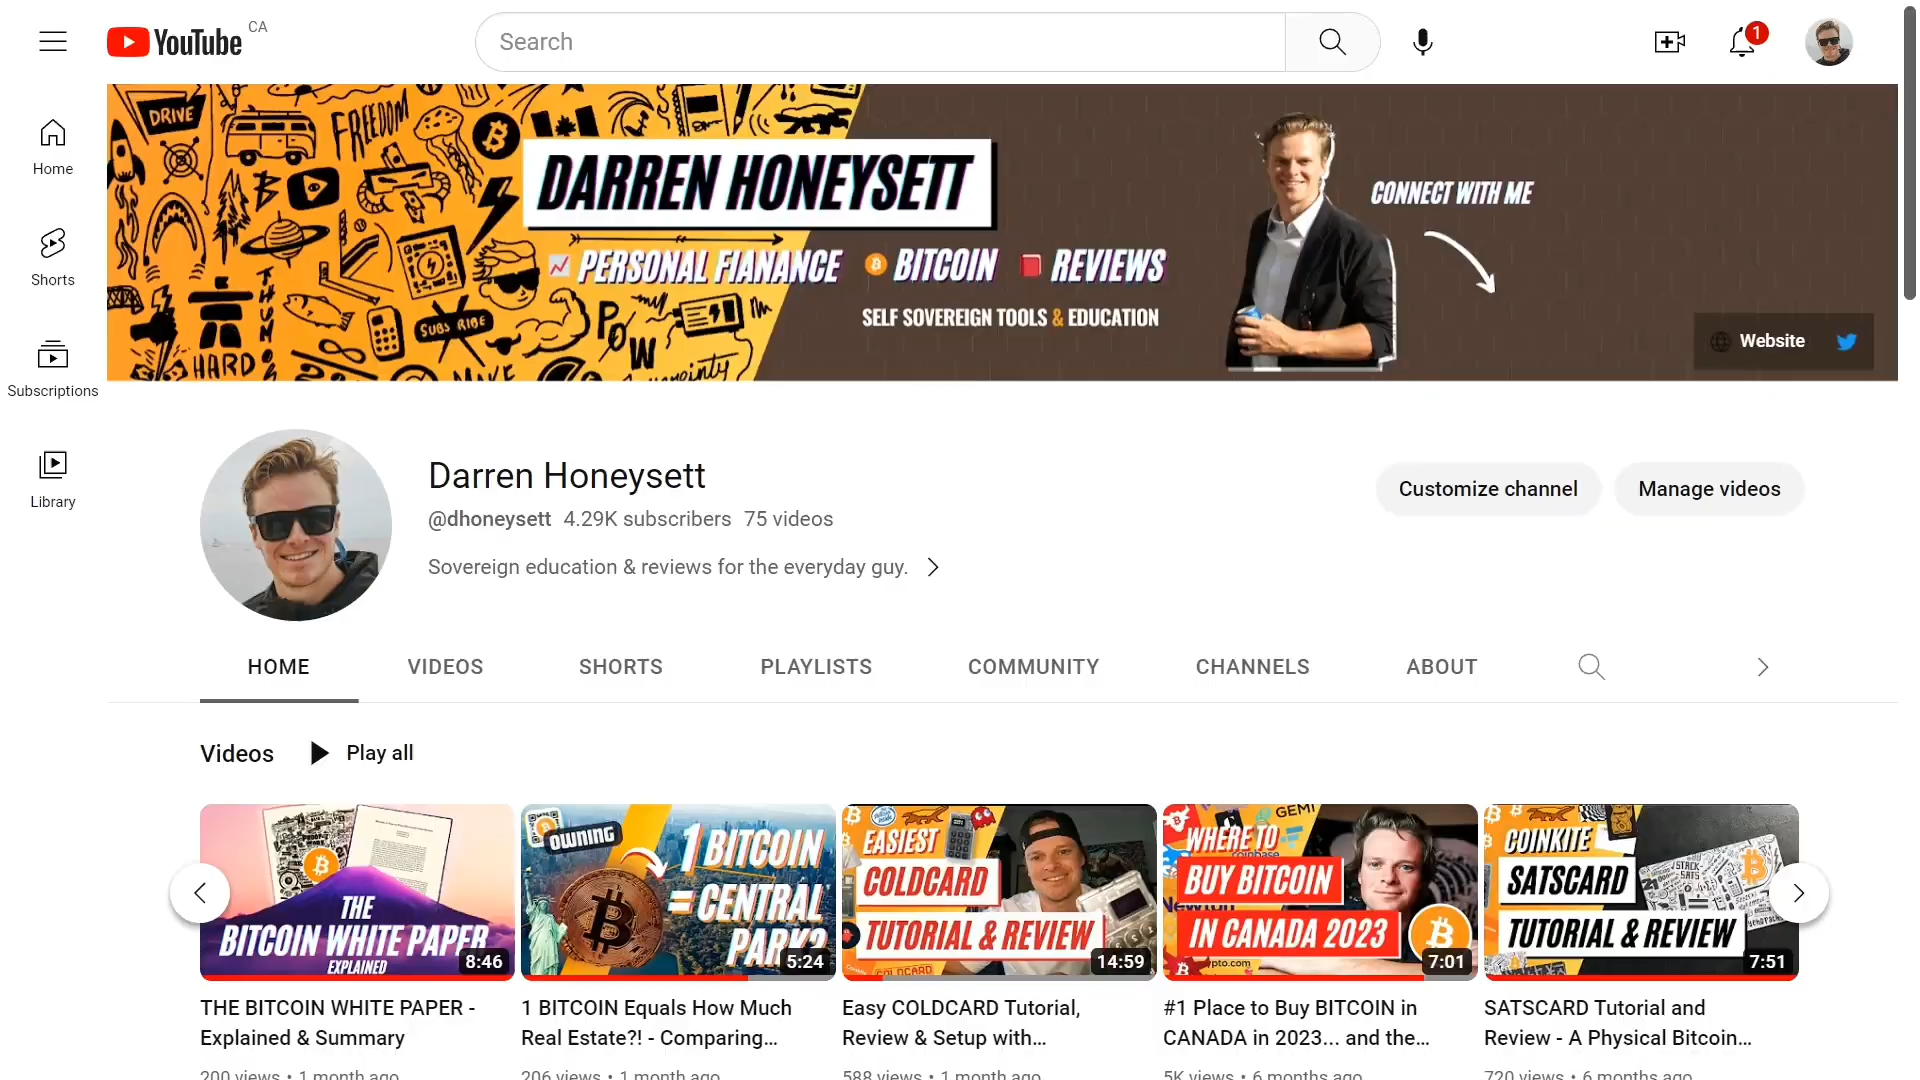 YouTube CA
Search
1
Home
Shorts
Subscriptions
Library
DRIVE
FREEDOM
HARD
SUBS RIBE
DARREN HONEYSETT
PERSONAL FIANANCE BITCOIN REVIEWS
SELF SOVEREIGN TOOLS & EDUCATION
CONNECT WITH ME
Website
Darren Honeysett
@dhoneysett 4.29K subscribers 75 videos
Sovereign education & reviews for the everyday guy.
Customize channel
Manage videos
HOME VIDEOS SHORTS PLAYLISTS COMMUNITY CHANNELS ABOUT
Videos Play all
THE
BITCOIN WHITE PAPER
EXPLAINED
8:46
OWNING
1 BITCOIN
= CENTRAL
PARK?
5:24
EASIEST
COLDCARD
TUTORIAL & REVIEW
14:59
WHERE TO
BUY BITCOIN
IN CANADA 2023
7:01
COINKITE
SATSCARD
TUTORIAL & REVIEW
7:51
THE BITCOIN WHITE PAPER -
Explained & Summary
200 views • 1 month ago
1 BITCOIN Equals How Much
Real Estate?! - Comparing...
206 views • 1 month ago
Easy COLDCARD Tutorial,
Review & Setup with...
588 views • 1 month ago
#1 Place to Buy BITCOIN in
CANADA in 2023... and the...
5K views • 6 months ago
SATSCARD Tutorial and
Review - A Physical Bitcoin...
720 views • 6 months ago